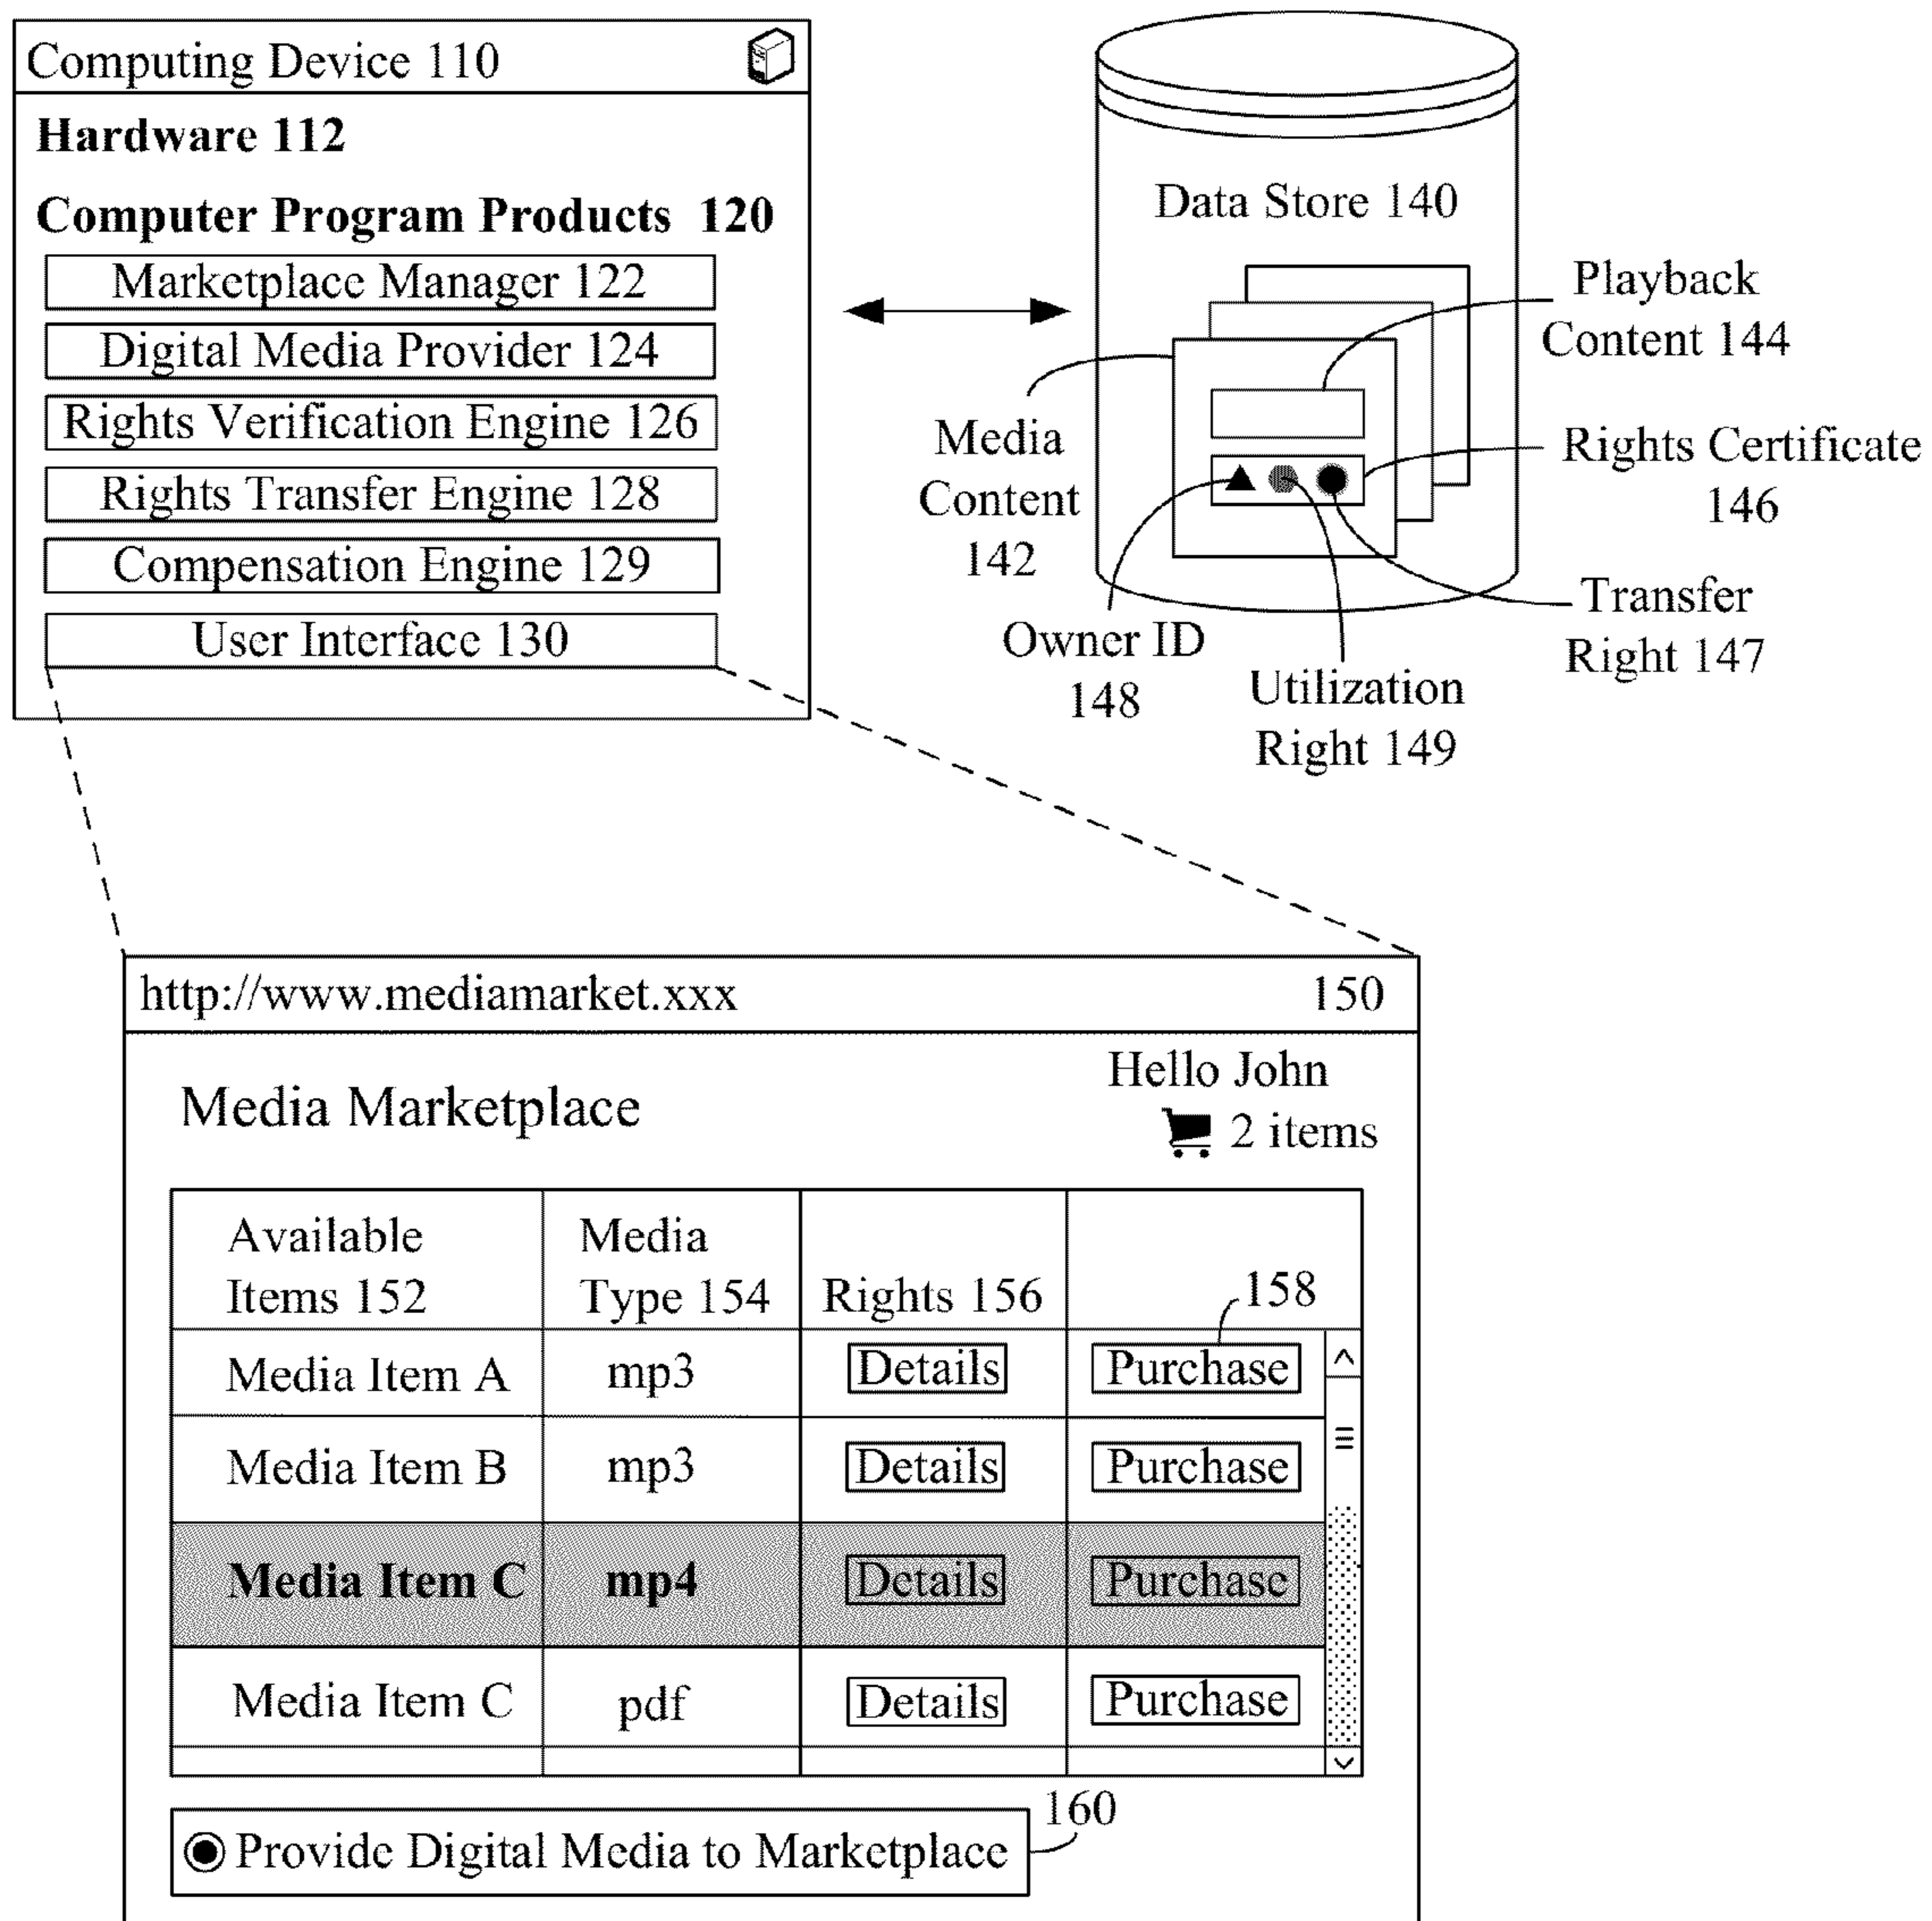 Computing Device 110
Hardware 112
Computer Program Products 120
Marketplace Manager 122
Digital Media Provider 124
Rights Verification Engine 126
Rights Transfer Engine 128
Compensation Engine 129
User Interface 130
Data Store 140
Playback
Content 144
Media
Content
142
Rights Certificate
146
Transfer
Right 147
Owner ID
148
Utilization
Right 149
http://www.mediamarket.xxx
150
Media Marketplace
Hello John
2 items
Available
Items 152
Media
Type 154
Rights 156
158
Media Item A mp3 Details Purchase
Media Item B mp3 Details Purchase
Media Item C mp4 Details Purchase
Media Item C pdf Details Purchase
160
Provide Digital Media to Marketplace